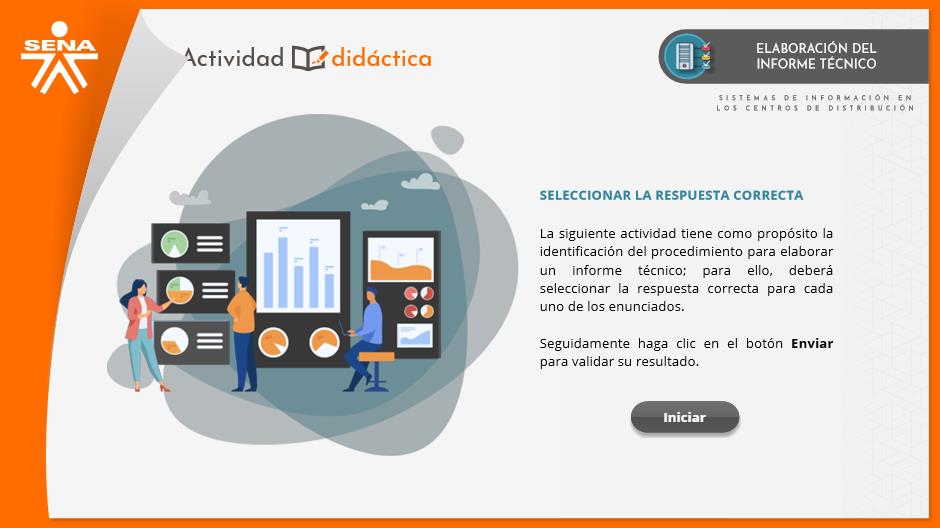 SENA
Actividad didáctica
ELABORACIÓN DEL
INFORME TÉCNICO
SISTEMAS DE INFORMACIÓN EN
LOS CENTROS DE DISTRIBUCIÓN
SELECCIONAR LA RESPUESTA CORRECTA
La siguiente actividad tiene como propósito la
identificación del procedimiento para elaborar
un informe técnico; para ello, deberá
seleccionar la respuesta correcta para cada
uno de los enunciados.
Seguidamente haga clic en el botón Enviar
para validar su resultado.
Iniciar